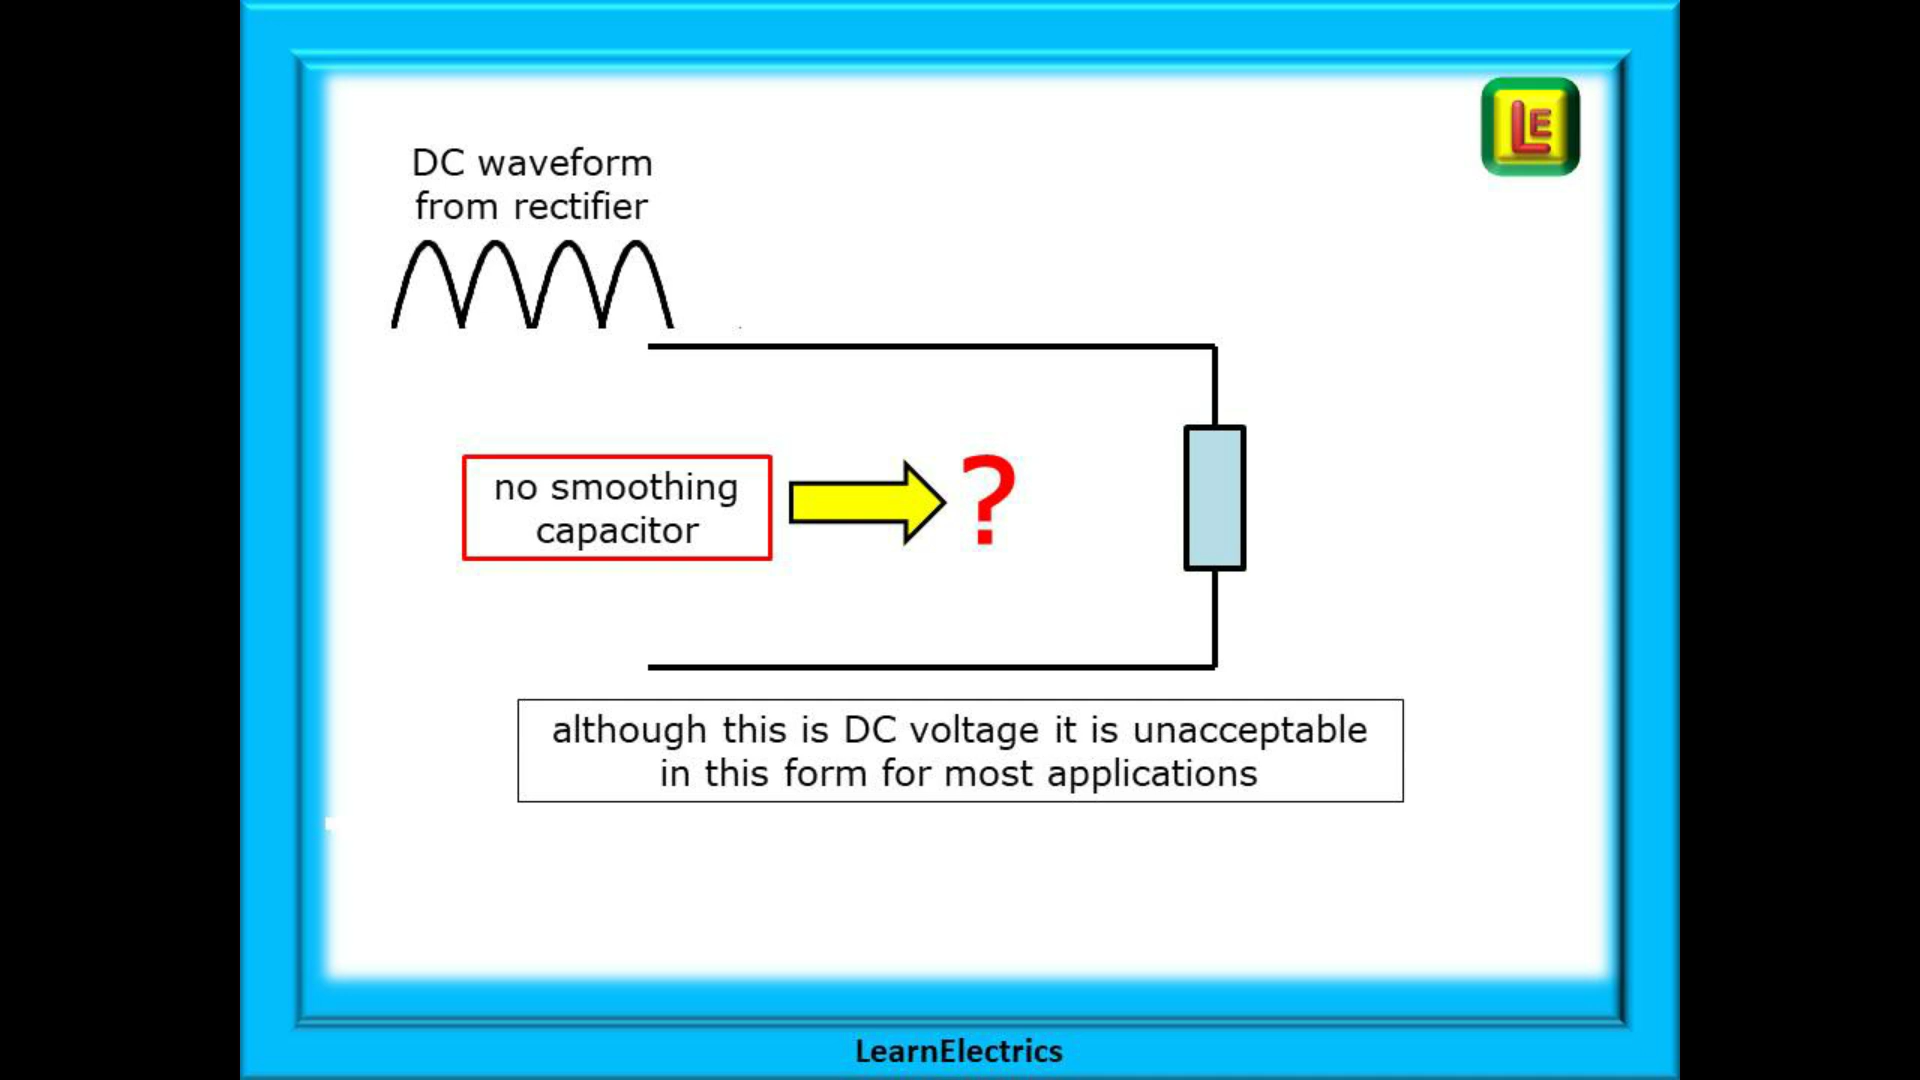 LE
DC waveform
from rectifier
no smoothing
capacitor
?
although this is DC voltage it is unacceptable
in this form for most applications
LearnElectrics